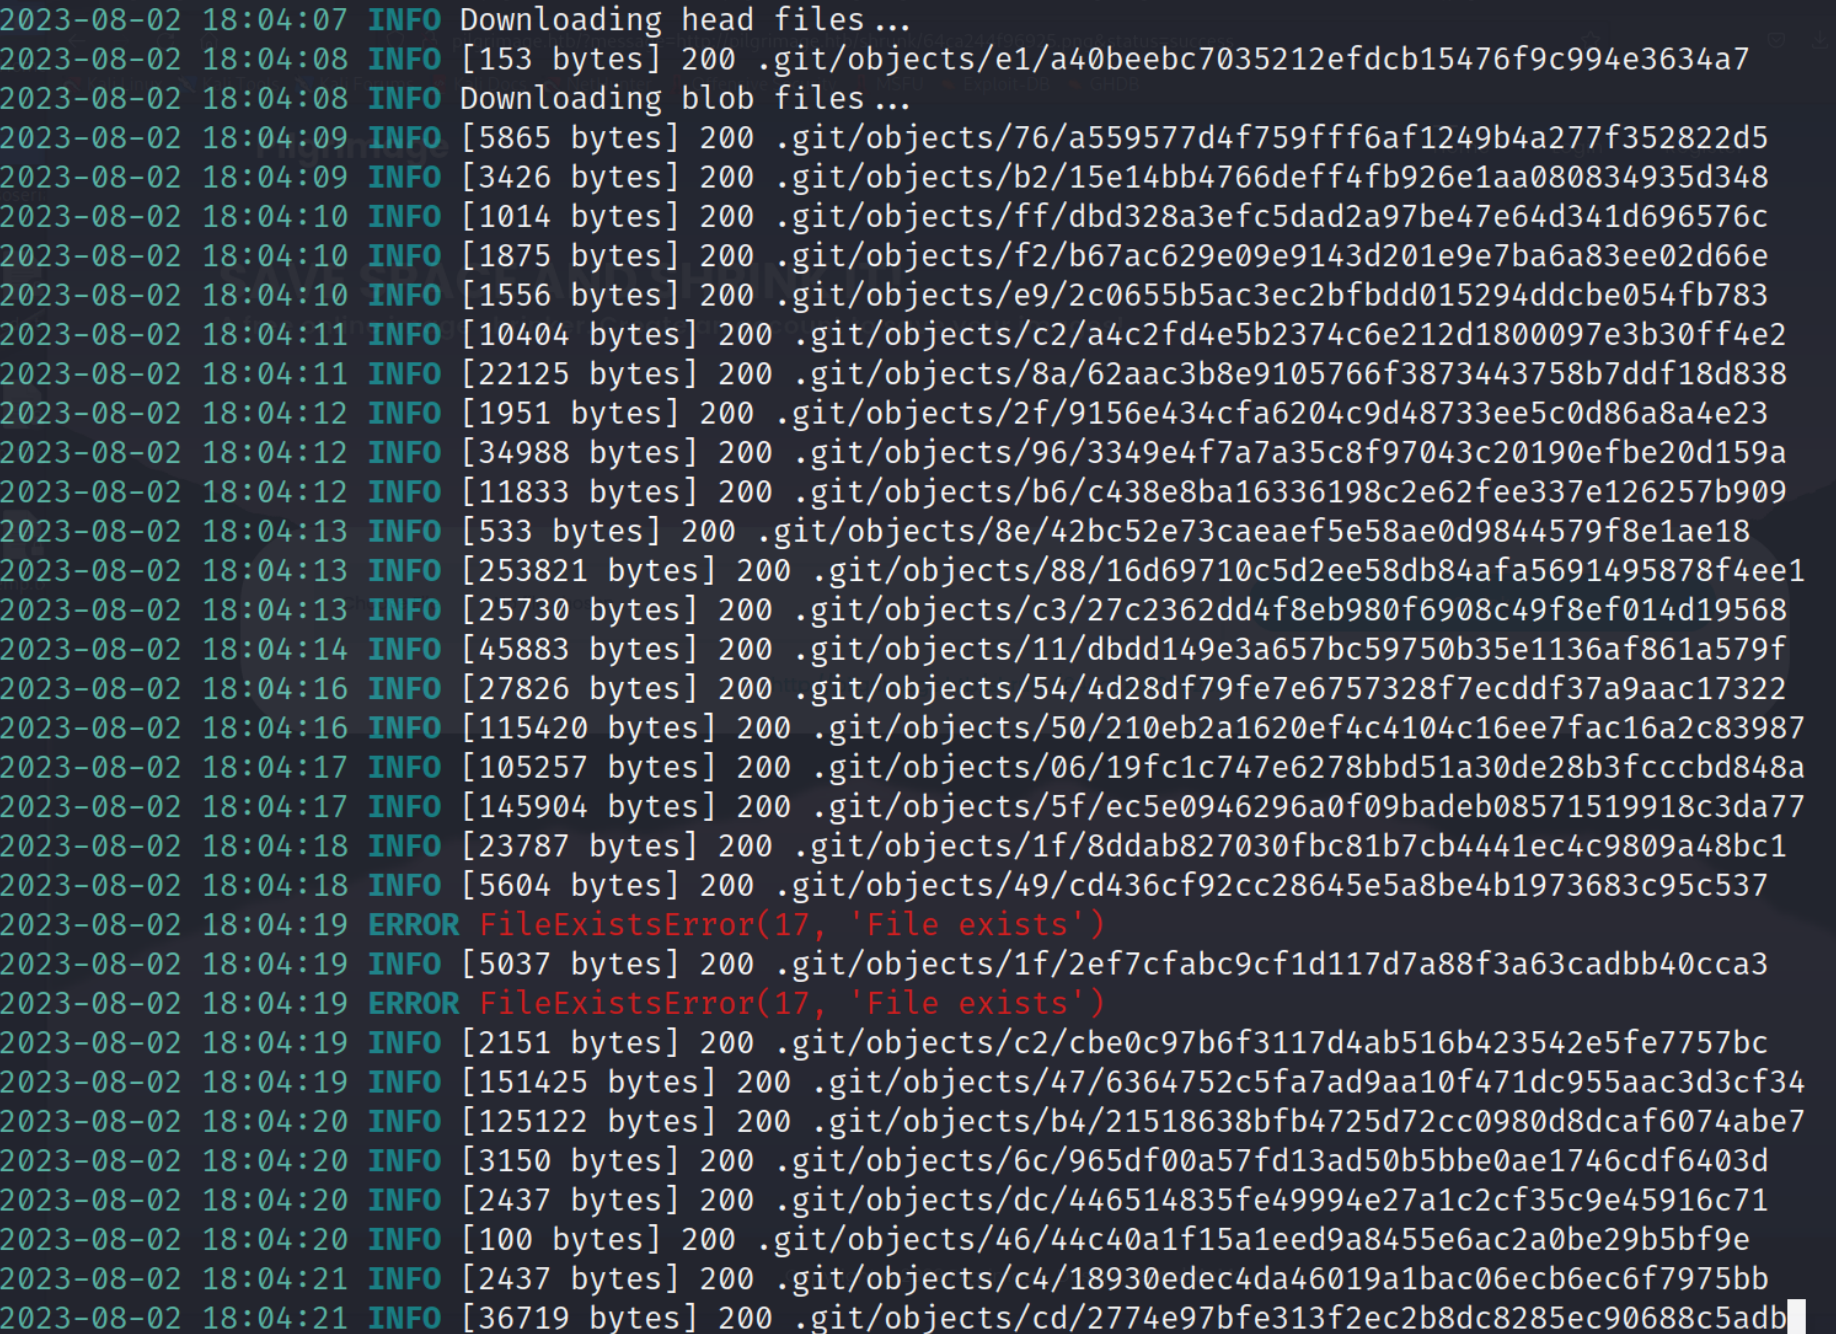 2023-08-02 18:04:07 INFO Downloading head files...
2023-08-02 18:04:08 INFO [153 bytes] 200 .git/objects/e1/a40beebc7035212efdcb15476f9c994e3634a7
2023-08-02 18:04:08 INFO Downloading blob files...
2023-08-02 18:04:09 INFO [5865 bytes] 200 .git/objects/76/a559577d4f759fff6af1249b4a277f352822d5
2023-08-02 18:04:09 INFO [3426 bytes] 200 .git/objects/b2/15e14bb4766deff4fb926e1aa080834935d348
2023-08-02 18:04:10 INFO [1014 bytes] 200 .git/objects/ff/dbd328a3efc5dad2a97be47e64d341d696576c
2023-08-02 18:04:10 INFO [1875 bytes] 200 .git/objects/f2/b67ac629e09e9143d201e9e7ba6a83ee02d66e
2023-08-02 18:04:10 INFO [1556 bytes] 200 .git/objects/e9/2c0655b5ac3ec2bfbdd015294ddcbe054fb783
2023-08-02 18:04:11 INFO [10404 bytes] 200 .git/objects/c2/a4c2fd4e5b2374c6e212d1800097e3b30ff4e2
2023-08-02 18:04:11 INFO [22125 bytes] 200 .git/objects/8a/62aac3b8e9105766f3873443758b7ddf18d838
2023-08-02 18:04:12 INFO [1951 bytes] 200 .git/objects/2f/9156e434cfa6204c9d48733ee5c0d86a8a4e23
2023-08-02 18:04:12 INFO [34988 bytes] 200 .git/objects/96/3349e4f7a7a35c8f97043c20190efbe20d159a
2023-08-02 18:04:12 INFO [11833 bytes] 200 .git/objects/b6/c438e8ba16336198c2e62fee337e126257b909
2023-08-02 18:04:13 INFO [533 bytes] 200 .git/objects/8e/42bc52e73caeaef5e58ae0d9844579f8e1ae18
2023-08-02 18:04:13 INFO [253821 bytes] 200 .git/objects/88/16d69710c5d2ee58db84afa5691495878f4ee1
2023-08-02 18:04:13 INFO [25730 bytes] 200 .git/objects/c3/27c2362dd4f8eb980f6908c49f8ef014d19568
2023-08-02 18:04:14 INFO [45883 bytes] 200 .git/objects/11/dbdd149e3a657bc59750b35e1136af861a579f
2023-08-02 18:04:16 INFO [27826 bytes] 200 .git/objects/54/4d28df79fe7e6757328f7ecddf37a9aac17322
2023-08-02 18:04:16 INFO [115420 bytes] 200 .git/objects/50/210eb2a1620ef4c4104c16ee7fac16a2c83987
2023-08-02 18:04:17 INFO [105257 bytes] 200 .git/objects/06/19fc1c747e6278bbd51a30de28b3fcccbd848a
2023-08-02 18:04:17 INFO [145904 bytes] 200 .git/objects/5f/ec5e0946296a0f09badeb08571519918c3da77
2023-08-02 18:04:18 INFO [23787 bytes] 200 .git/objects/1f/8ddab827030fbc81b7cb4441ec4c9809a48bc1
2023-08-02 18:04:18 INFO [5604 bytes] 200 .git/objects/49/cd436cf92cc28645e5a8be4b1973683c95c537
2023-08-02 18:04:19 ERROR FileExistsError(17, 'File exists')
2023-08-02 18:04:19 INFO [5037 bytes] 200 .git/objects/1f/2ef7cfabc9cf1d117d7a88f3a63cadbb40cca3
2023-08-02 18:04:19 ERROR FileExistsError(17, 'File exists')
2023-08-02 18:04:19 INFO [2151 bytes] 200 .git/objects/c2/cbe0c97b6f3117d4ab516b423542e5fe7757bc
2023-08-02 18:04:19 INFO [151425 bytes] 200 .git/objects/47/6364752c5fa7ad9aa10f471dc955aac3d3cf34
2023-08-02 18:04:20 INFO [125122 bytes] 200 .git/objects/b4/21518638bfb4725d72cc0980d8dcaf6074abe7
2023-08-02 18:04:20 INFO [3150 bytes] 200 .git/objects/6c/965df00a57fd13ad50b5bbe0ae1746cdf6403d
2023-08-02 18:04:20 INFO [2437 bytes] 200 .git/objects/dc/446514835fe49994e27a1c2cf35c9e45916c71
2023-08-02 18:04:20 INFO [100 bytes] 200 .git/objects/46/44c40a1f15a1eed9a8455e6ac2a0be29b5bf9e
2023-08-02 18:04:21 INFO [2437 bytes] 200 .git/objects/c4/18930edec4da46019a1bac06ecb6ec6f7975bb
2023-08-02 18:04:21 INFO [36719 bytes] 200 .git/objects/cd/2774e97bfe313f2ec2b8dc8285ec90688c5adb